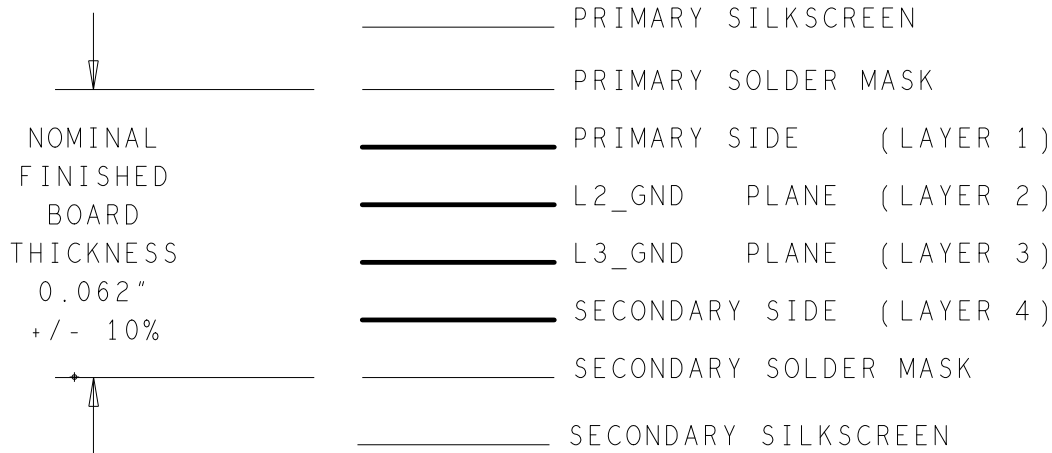 PRIMARY SILKSCREEN
PRIMARY SOLDER MASK
PRIMARY SIDE (LAYER 1)
L2_GND PLANE (LAYER 2)
L3_GND PLANE (LAYER 3)
SECONDARY SIDE (LAYER 4)
SECONDARY SOLDER MASK
SECONDARY SILKSCREEN
NOMINAL
FINISHED
BOARD
THICKNESS
0.062"
+/- 10%